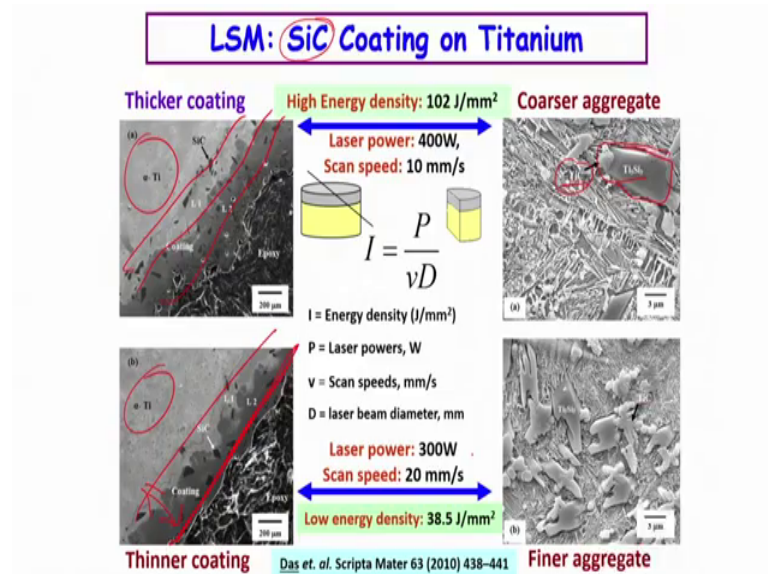 LSM: SiC Coating on Titanium
Thicker coating
High Energy density: 102 J/mm²
Coarser aggregate
Laser power: 400W,
Scan speed: 10 mm/s
(a)
SiC
α- Ti
L 1
L 2
Coating
Epoxy
200 µm
I = P / vD
I = Energy density (J/mm²)
P = Laser powers, W
v = Scan speeds, mm/s
D = laser beam diameter, mm
Ti₅Si₃
(a)
3 µm
(b)
α- Ti
L 1
L 2
SiC
Coating
Epoxy
200 µm
Laser power: 300W
Scan speed: 20 mm/s
Low energy density: 38.5 J/mm²
(b)
3 µm
Thinner coating
Das et. al. Scripta Mater 63 (2010) 438–441
Finer aggregate